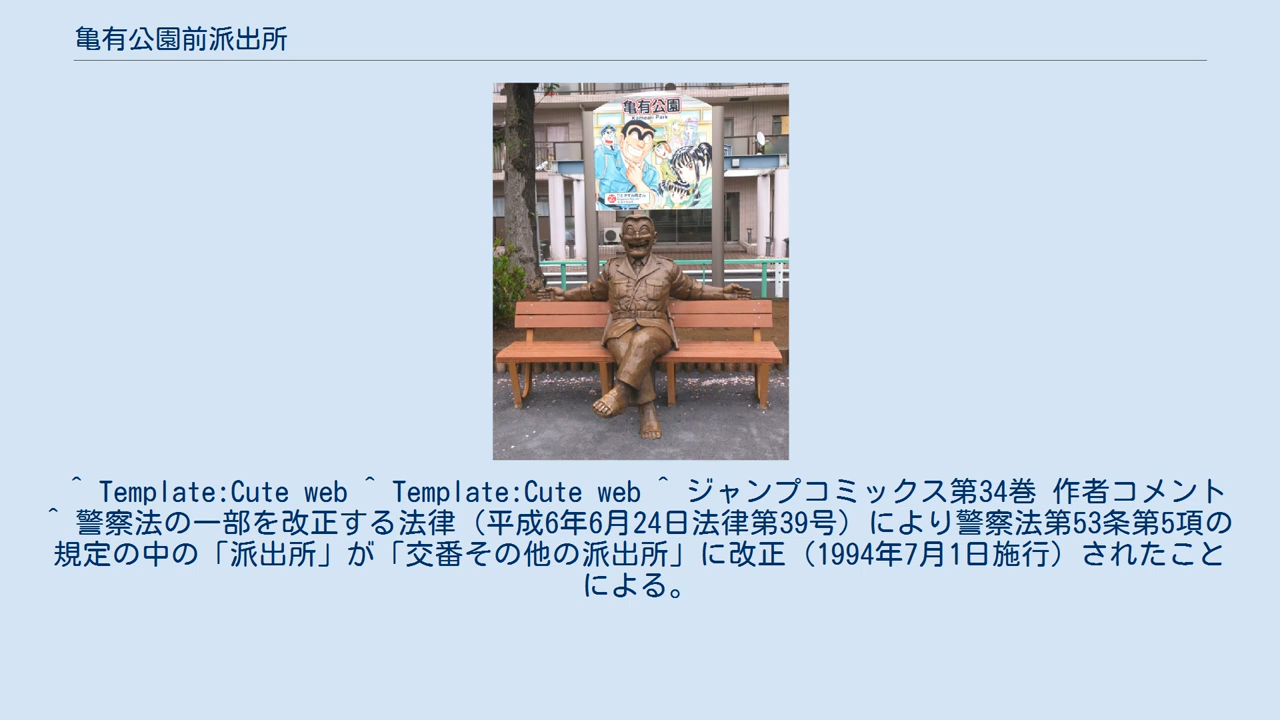 亀有公園前派出所
亀有公園
Kameari Park
^ Template:Cute web ^ Template:Cute web ^ ジャンプコミックス第34巻 作者コメント
^ 警察法の一部を改正する法律（平成6年6月24日法律第39号）により警察法第53条第5項の
規定の中の「派出所」が「交番その他の派出所」に改正（1994年7月1日施行）されたこと
による。